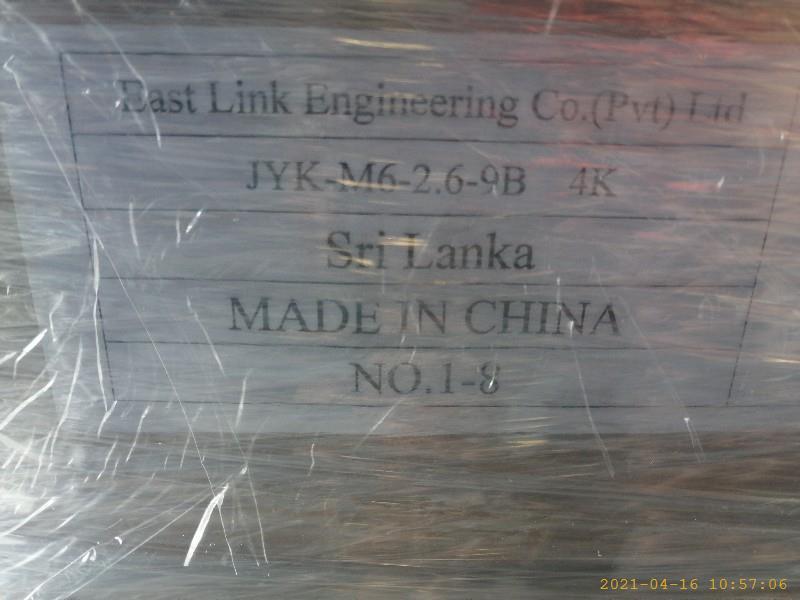 East Link Engineering Co.(Pvt) Ltd
JYK-M6-2.6-9B 4K
Sri Lanka
MADE IN CHINA
NO.1-8
2021-04-16 10:57:06